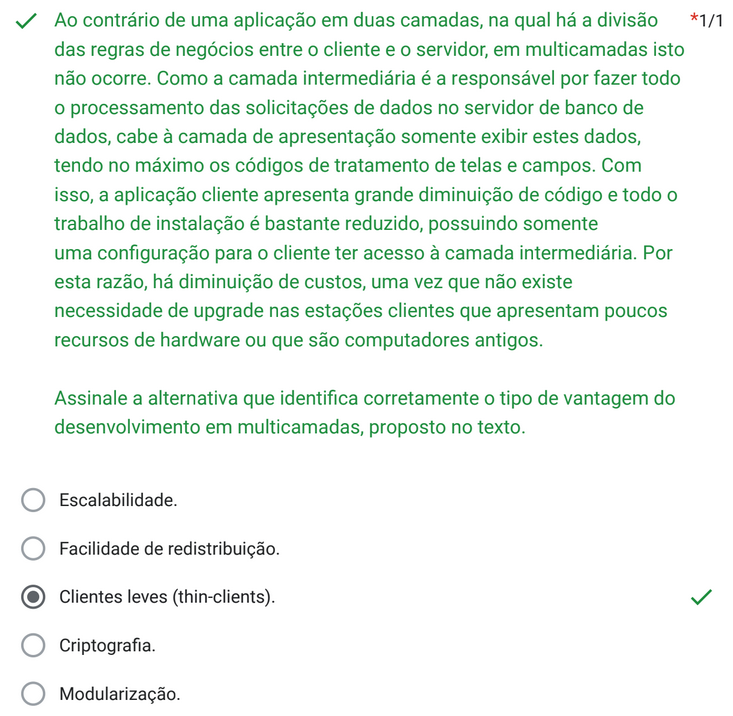 Ao contrário de uma aplicação em duas camadas, na qual há a divisão *1/1
das regras de negócios entre o cliente e o servidor, em multicamadas isto
não ocorre. Como a camada intermediária é a responsável por fazer todo
o processamento das solicitações de dados no servidor de banco de
dados, cabe à camada de apresentação somente exibir estes dados,
tendo no máximo os códigos de tratamento de telas e campos. Com
isso, a aplicação cliente apresenta grande diminuição de código e todo o
trabalho de instalação é bastante reduzido, possuindo somente
uma configuração para o cliente ter acesso à camada intermediária. Por
esta razão, há diminuição de custos, uma vez que não existe
necessidade de upgrade nas estações clientes que apresentam poucos
recursos de hardware ou que são computadores antigos.
Assinale a alternativa que identifica corretamente o tipo de vantagem do
desenvolvimento em multicamadas, proposto no texto.
Escalabilidade.
Facilidade de redistribuição.
Clientes leves (thin-clients).
Criptografia.
Modularização.